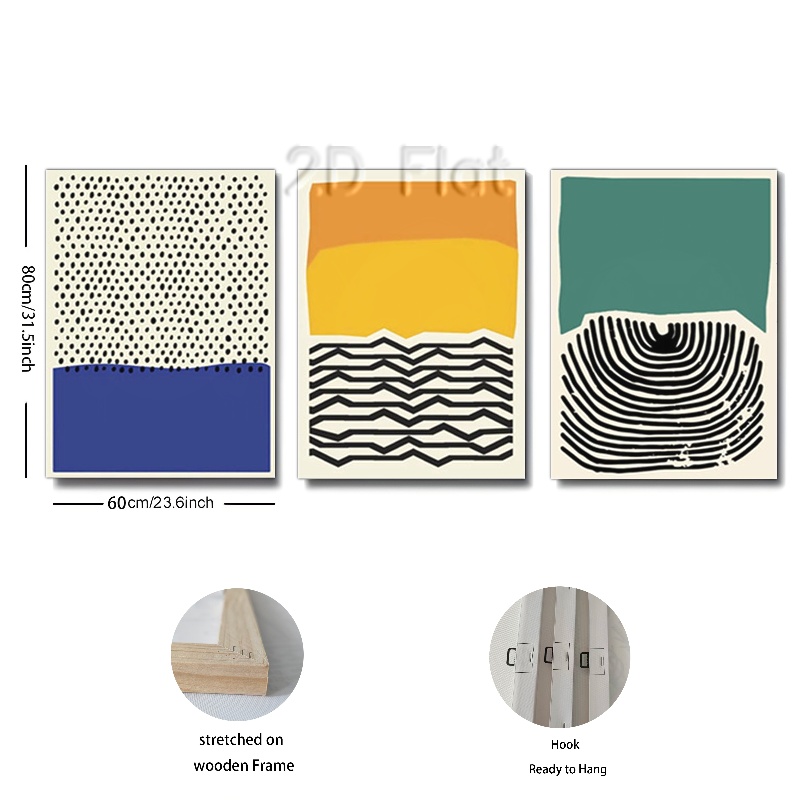 2D Flat
80cm/31.5inch
60cm/23.6inch
stretched on
wooden Frame
Hook
Ready to Hang